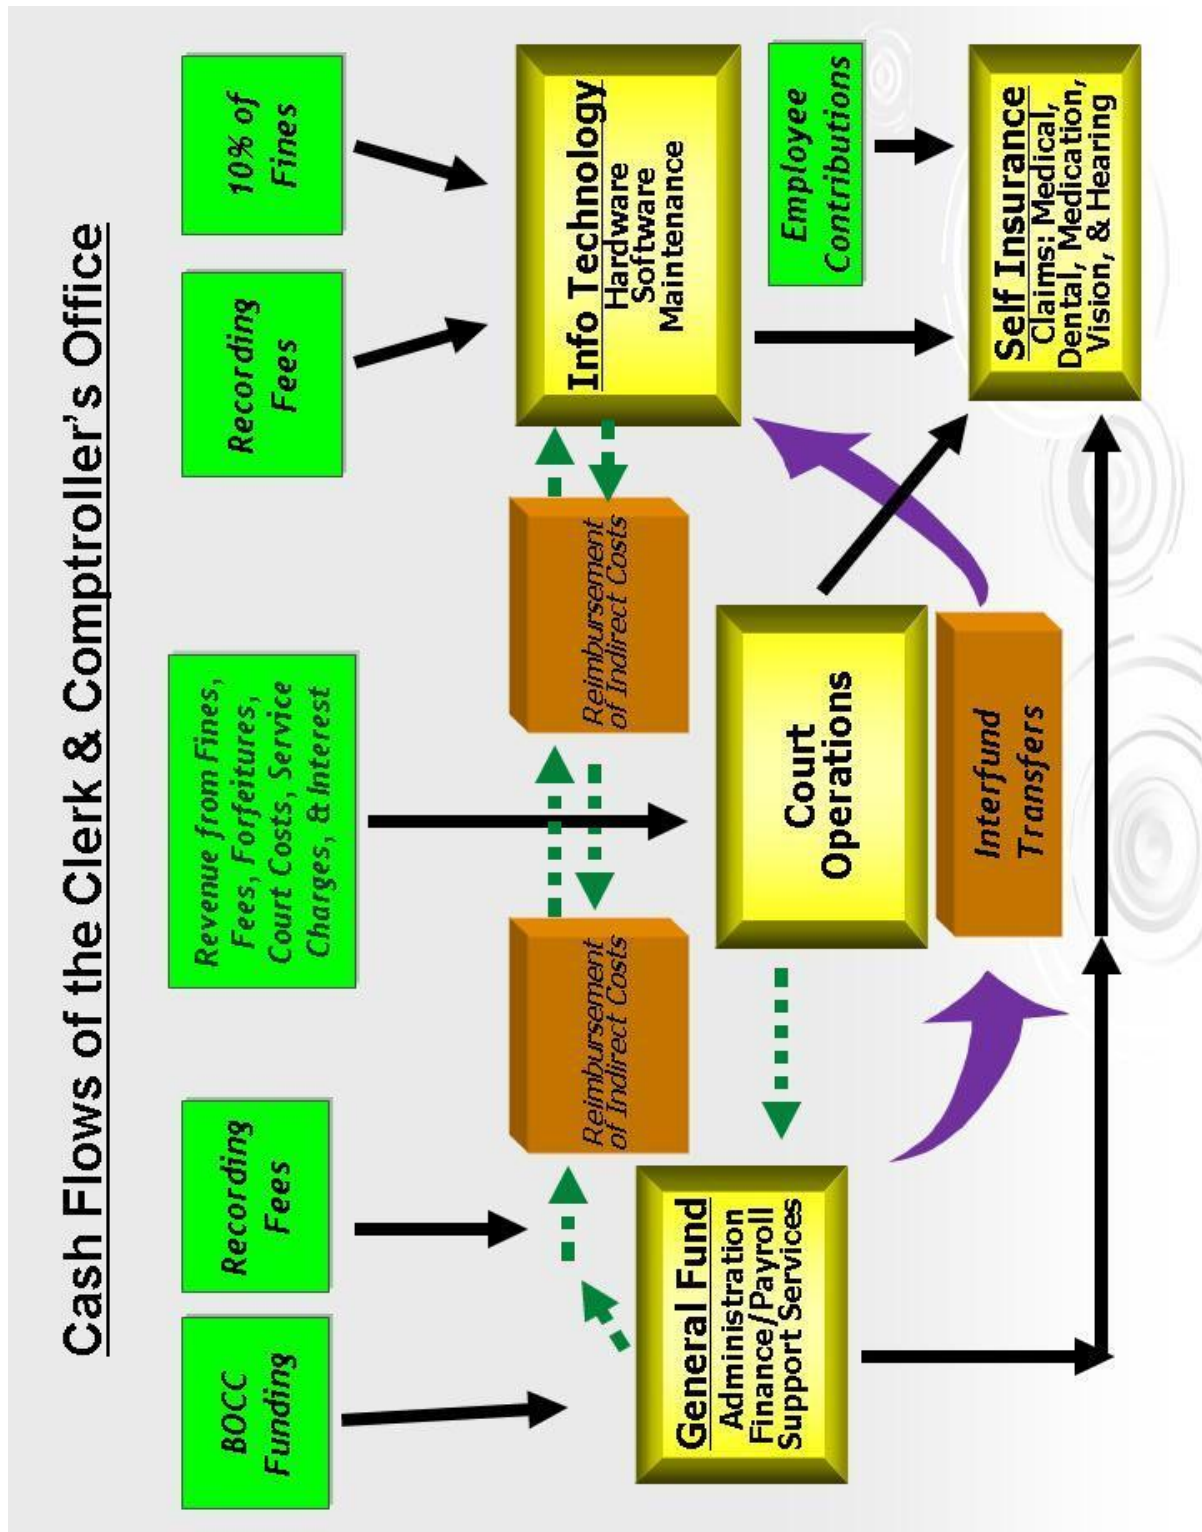 Cash Flows of the Clerk & Comptroller's Office
BOCC
Funding
Recording
Fees
Revenue from Fines,
Fees, Forfeitures,
Court Costs, Service
Charges, & Interest
Recording
Fees
10% of
Fines
General Fund
Administration
Finance/Payroll
Support Services
Reimbursement
of Indirect Costs
Reimbursement
of Indirect Costs
Info Technology
Hardware
Software
Maintenance
Court
Operations
Employee
Contributions
Interfund
Transfers
Self Insurance
Claims: Medical,
Dental, Medication,
Vision, & Hearing